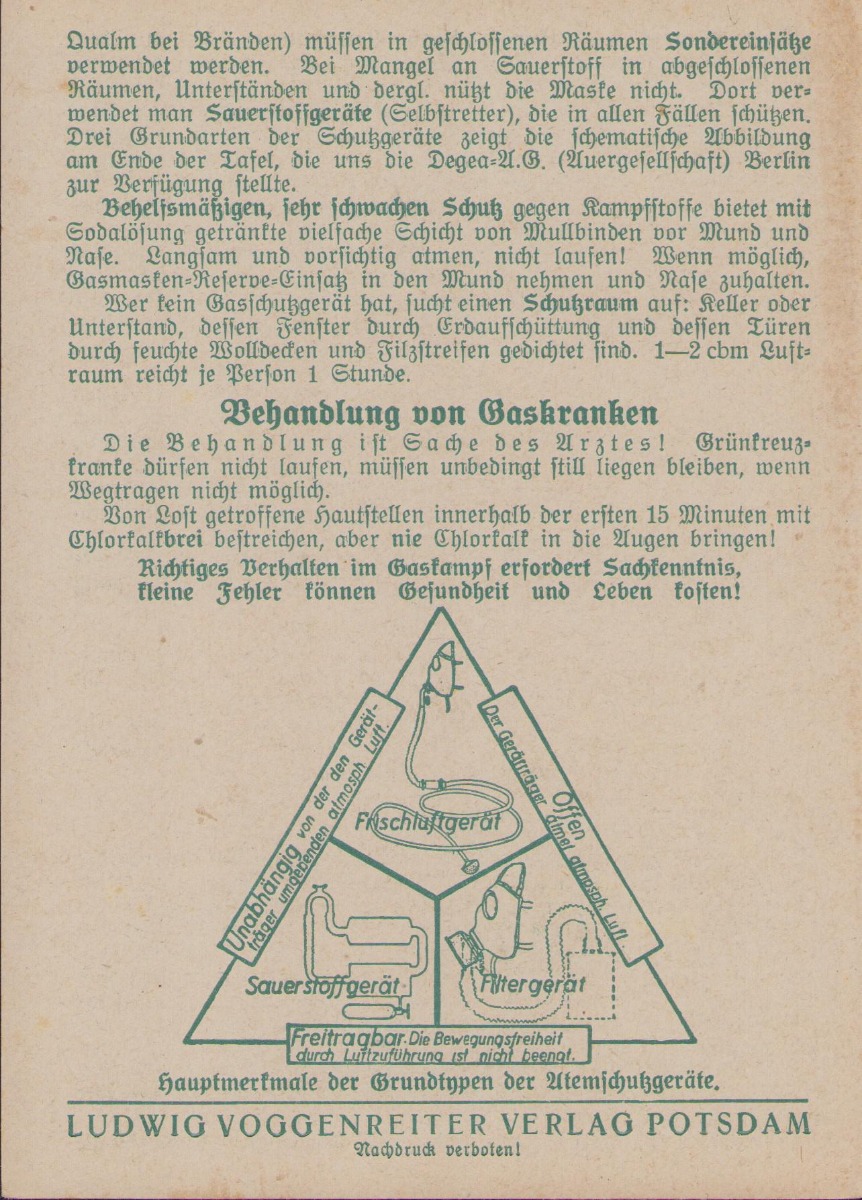 Qualm bei Bränden) müssen in geschlossenen Räumen Sondereinsätze
verwendet werden. Bei Mangel an Sauerstoff in abgeschlossenen
Räumen, Unterständen und dergl. nützt die Maske nicht. Dort ver-
wendet man Sauerstoffgeräte (Selbstretter), die in allen Fällen schützen.
Drei Grundarten der Schutzgeräte zeigt die schematische Abbildung
am Ende der Tafel, die uns die Degea-A.G. (Auergesellschaft) Berlin
zur Verfügung stellte.
Behelfsmäßigen, sehr schwachen Schutz gegen Kampfstoffe bietet mit
Sodalösung getränkte vielfache Schicht von Mullbinden vor Mund und
Nase. Langsam und vorsichtig atmen, nicht laufen! Wenn möglich,
Gasmasken-Reserve-Einsatz in den Mund nehmen und Nase zuhalten.
Wer kein Gasschutzgerät hat, sucht einen Schutzraum auf: Keller oder
Unterstand, dessen Fenster durch Erdaufschüttung und dessen Türen
durch feuchte Wolldecken und Filzstreifen gedichtet sind. 1—2 cbm Luft-
raum reicht je Person 1 Stunde.
Behandlung von Gaskranken
Die Behandlung ist Sache des Arztes! Grünkreuz-
kranke dürfen nicht laufen, müssen unbedingt still liegen bleiben, wenn
Wegtragen nicht möglich.
Von Lost getroffene Hautstellen innerhalb der ersten 15 Minuten mit
Chlorkalkbrei bestreichen, aber nie Chlorkalk in die Augen bringen!
Richtiges Verhalten im Gaskampf erfordert Sachkenntnis,
kleine Fehler können Gesundheit und Leben kosten!
Unabhängig von der den Gerät-
träger umgebenden atmosph. Luft.
Offen
Der Geräteträger atmet atmosph. Luft.
Frischluftgerät
Sauerstoffgerät
Filtergerät
Freitragbar. Die Bewegungsfreiheit
durch Luftzuführung ist nicht beengt.
Hauptmerkmale der Grundtypen der Atemschutzgeräte.
LUDWIG VOGGENREITER VERLAG POTSDAM
Nachdruck verboten!